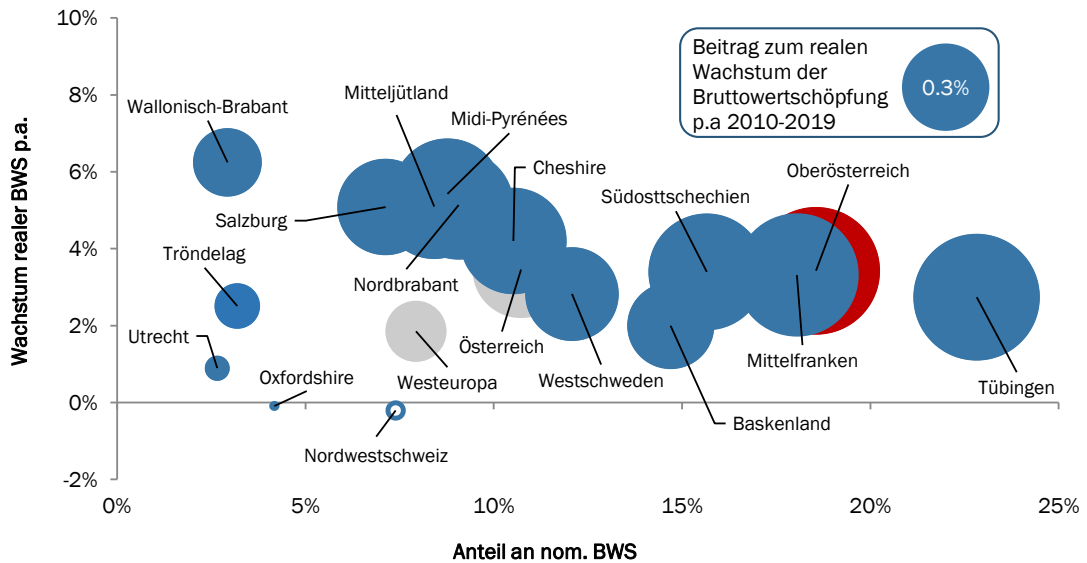 10%
8%
6%
4%
2%
0%
-2%
Wachstum realer BWS p.a.
Beitrag zum realen
Wachstum der
Bruttowertschöpfung
p.a 2010-2019
0.3%
Wallonisch-Brabant
Mitteljütland
Midi-Pyrénées
Cheshire
Oberösterreich
Südosttschechien
Salzburg
Tröndelag
Nordbrabant
Utrecht
Österreich
Westeuropa
Oxfordshire
Westschweden
Mittelfranken
Tübingen
Baskenland
Nordwestschweiz
0%
5%
10%
15%
20%
25%
Anteil an nom. BWS